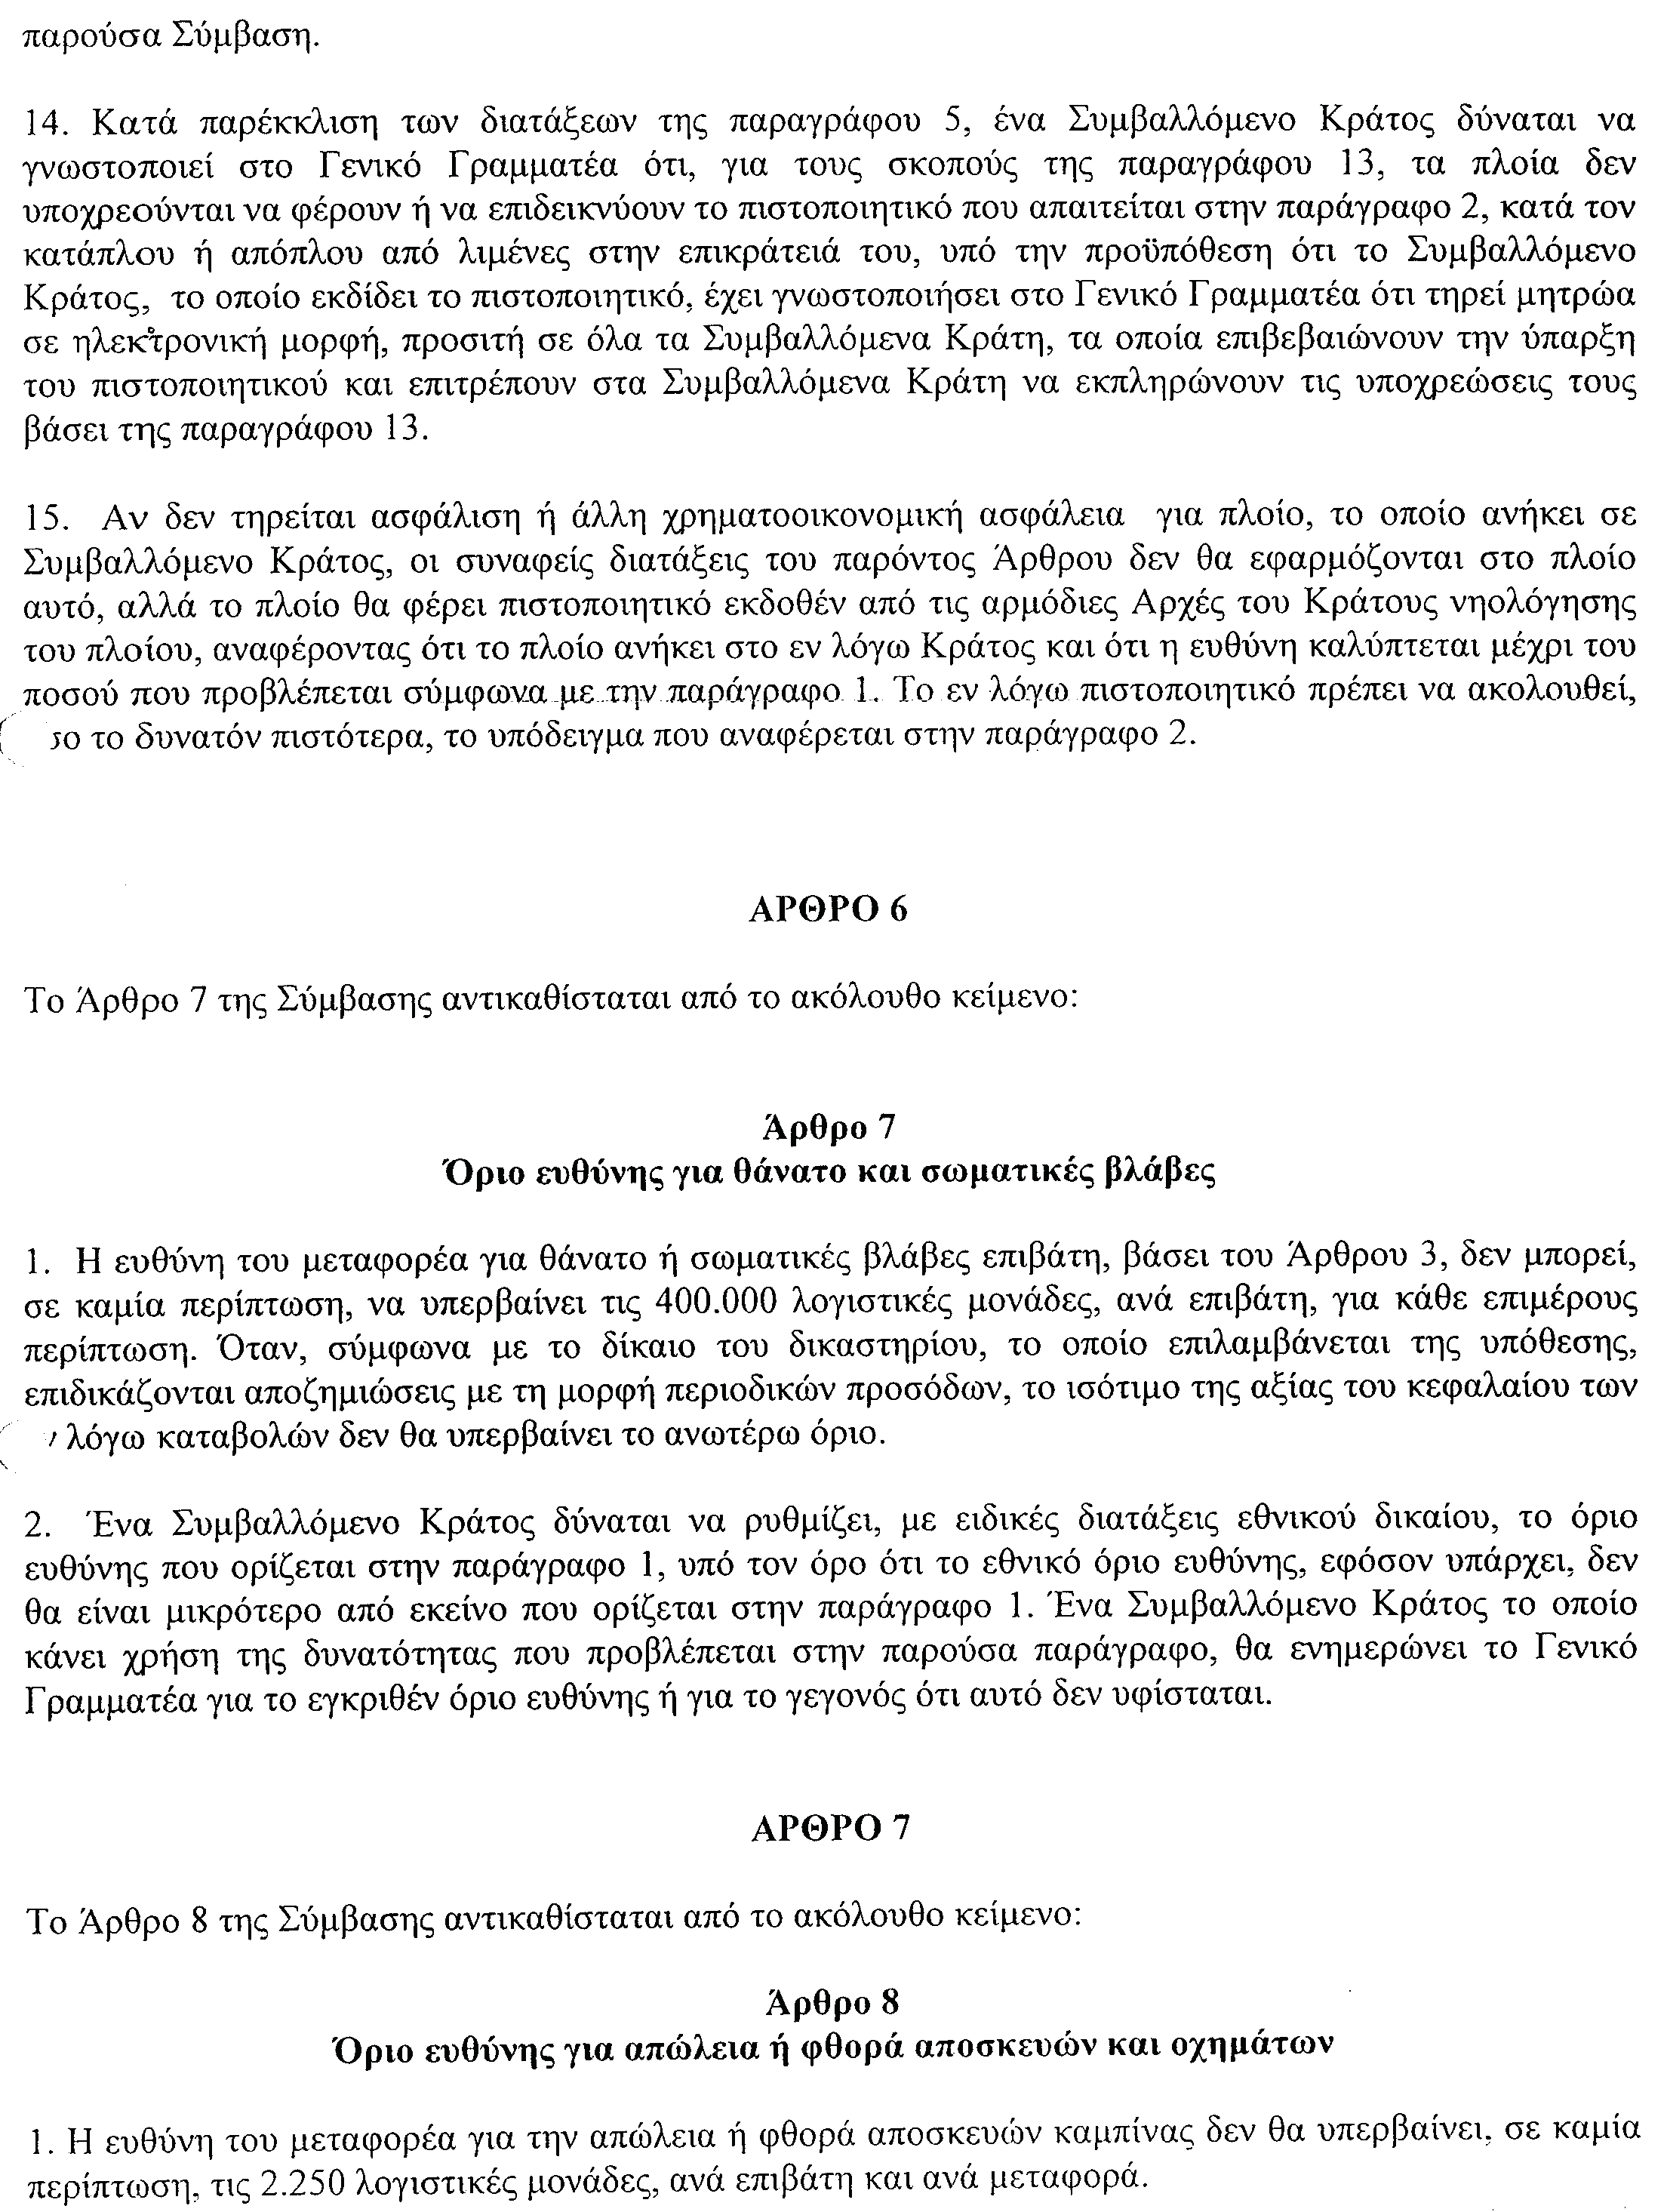 παρούσα Σύμβαση.
14. Κατά παρέκκλιση των διατάξεων της παραγράφου 5, ένα Συμβαλλόμενο Κράτος δύναται να
γνωστοποιεί στο Γενικό Γραμματέα ότι, για τους σκοπούς της παραγράφου 13, τα πλοία δεν
υποχρεούνται να φέρουν ή να επιδεικνύουν το πιστοποιητικό που απαιτείται στην παράγραφο 2, κατά τον
κατάπλου ή απόπλου από λιμένες στην επικράτειά του, υπό την προϋπόθεση ότι το Συμβαλλόμενο
Κράτος, το οποίο εκδίδει το πιστοποιητικό, έχει γνωστοποιήσει στο Γενικό Γραμματέα ότι τηρεί μητρώα
σε ηλεκτρονική μορφή, προσιτή σε όλα τα Συμβαλλόμενα Κράτη, τα οποία επιβεβαιώνουν την ύπαρξη
του πιστοποιητικού και επιτρέπουν στα Συμβαλλόμενα Κράτη να εκπληρώνουν τις υποχρεώσεις τους
βάσει της παραγράφου 13.
15. Αν δεν τηρείται ασφάλιση ή άλλη χρηματοοικονομική ασφάλεια για πλοίο, το οποίο ανήκει σε
Συμβαλλόμενο Κράτος, οι συναφείς διατάξεις του παρόντος Άρθρου δεν θα εφαρμόζονται στο πλοίο
αυτό, αλλά το πλοίο θα φέρει πιστοποιητικό εκδοθέν από τις αρμόδιες Αρχές του Κράτους νηολόγησης
του πλοίου, αναφέροντας ότι το πλοίο ανήκει στο εν λόγω Κράτος και ότι η ευθύνη καλύπτεται μέχρι του
ποσού που προβλέπεται σύμφωνα με την παράγραφο 1. Το εν λόγω πιστοποιητικό πρέπει να ακολουθεί,
το δυνατόν πιστότερα, το υπόδειγμα που αναφέρεται στην παράγραφο 2.
ΑΡΘΡΟ 6
Το Άρθρο 7 της Σύμβασης αντικαθίσταται από το ακόλουθο κείμενο:
Άρθρο 7
Όριο ευθύνης για θάνατο και σωματικές βλάβες
1. Η ευθύνη του μεταφορέα για θάνατο ή σωματικές βλάβες επιβάτη, βάσει του Άρθρου 3, δεν μπορεί,
σε καμία περίπτωση, να υπερβαίνει τις 400.000 λογιστικές μονάδες, ανά επιβάτη, για κάθε επιμέρους
περίπτωση. Όταν, σύμφωνα με το δίκαιο του δικαστηρίου, το οποίο επιλαμβάνεται της υπόθεσης,
επιδικάζονται αποζημιώσεις με τη μορφή περιοδικών προσόδων, το ισότιμο της αξίας του κεφαλαίου των
λόγω καταβολών δεν θα υπερβαίνει το ανωτέρω όριο.
2. Ένα Συμβαλλόμενο Κράτος δύναται να ρυθμίζει, με ειδικές διατάξεις εθνικού δικαίου, το όριο
ευθύνης που ορίζεται στην παράγραφο 1, υπό τον όρο ότι το εθνικό όριο ευθύνης, εφόσον υπάρχει, δεν
θα είναι μικρότερο από εκείνο που ορίζεται στην παράγραφο 1. Ένα Συμβαλλόμενο Κράτος το οποίο
κάνει χρήση της δυνατότητας που προβλέπεται στην παρούσα παράγραφο, θα ενημερώνει το Γενικό
Γραμματέα για το εγκριθέν όριο ευθύνης ή για το γεγονός ότι αυτό δεν υφίσταται.
ΑΡΘΡΟ 7
Το Άρθρο 8 της Σύμβασης αντικαθίσταται από το ακόλουθο κείμενο:
Άρθρο 8
Όριο ευθύνης για απώλεια ή φθορά αποσκευών και οχημάτων
1. Η ευθύνη του μεταφορέα για την απώλεια ή φθορά αποσκευών καμπίνας δεν θα υπερβαίνει, σε καμία
περίπτωση, τις 2.250 λογιστικές μονάδες, ανά επιβάτη και ανά μεταφορά.